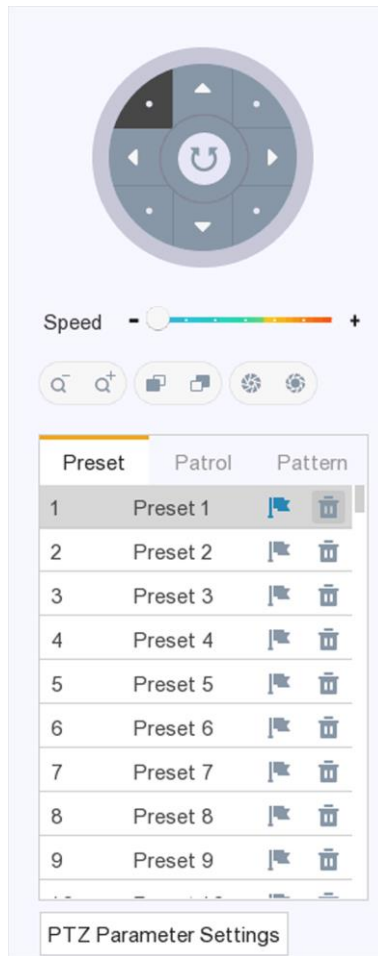 Speed - +
Preset Patrol Pattern
1 Preset 1
2 Preset 2
3 Preset 3
4 Preset 4
5 Preset 5
6 Preset 6
7 Preset 7
8 Preset 8
9 Preset 9
PTZ Parameter Settings